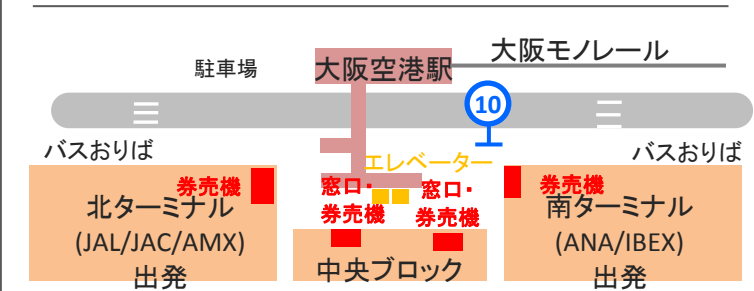 駐車場
大阪空港駅
大阪モノレール
10
バスおりば
エレベーター
バスおりば
券売機
北ターミナル
(JAL/JAC/AMX)
出発
窓口・
券売機
窓口・
券売機
中央ブロック
券売機
南ターミナル
(ANA/IBEX)
出発